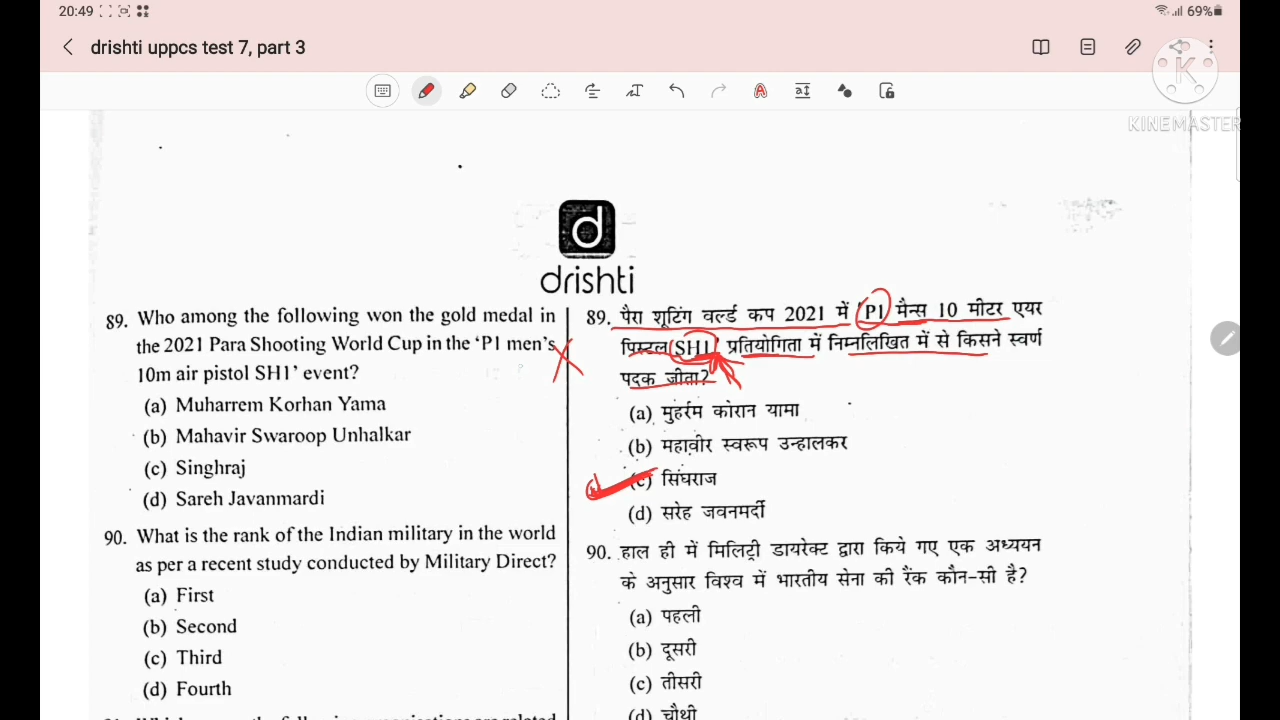 20:49
69%
drishti uppcs test 7, part 3
K
KINEMASTER
d
drishti
89. Who among the following won the gold medal in
the 2021 Para Shooting World Cup in the ‘P1 men’s
10m air pistol SH1’ event?
(a) Muharrem Korhan Yama
(b) Mahavir Swaroop Unhalkar
(c) Singhraj
(d) Sareh Javanmardi
90. What is the rank of the Indian military in the world
as per a recent study conducted by Military Direct?
(a) First
(b) Second
(c) Third
(d) Fourth
89. पैरा शूटिंग वर्ल्ड कप 2021 में ‘P1 मैन्स 10 मीटर एयर
पिस्टल SH1’ प्रतियोगिता में निम्नलिखित में से किसने स्वर्ण
पदक जीता?
(a) मुहर्रम कोरान यामा
(b) महावीर स्वरूप उन्हालकर
(c) सिंघराज
(d) सरेह जवनमर्दी
90. हाल ही में मिलिट्री डायरेक्ट द्वारा किये गए एक अध्ययन
के अनुसार विश्व में भारतीय सेना की रैंक कौन-सी है?
(a) पहली
(b) दूसरी
(c) तीसरी
(d) चौथी